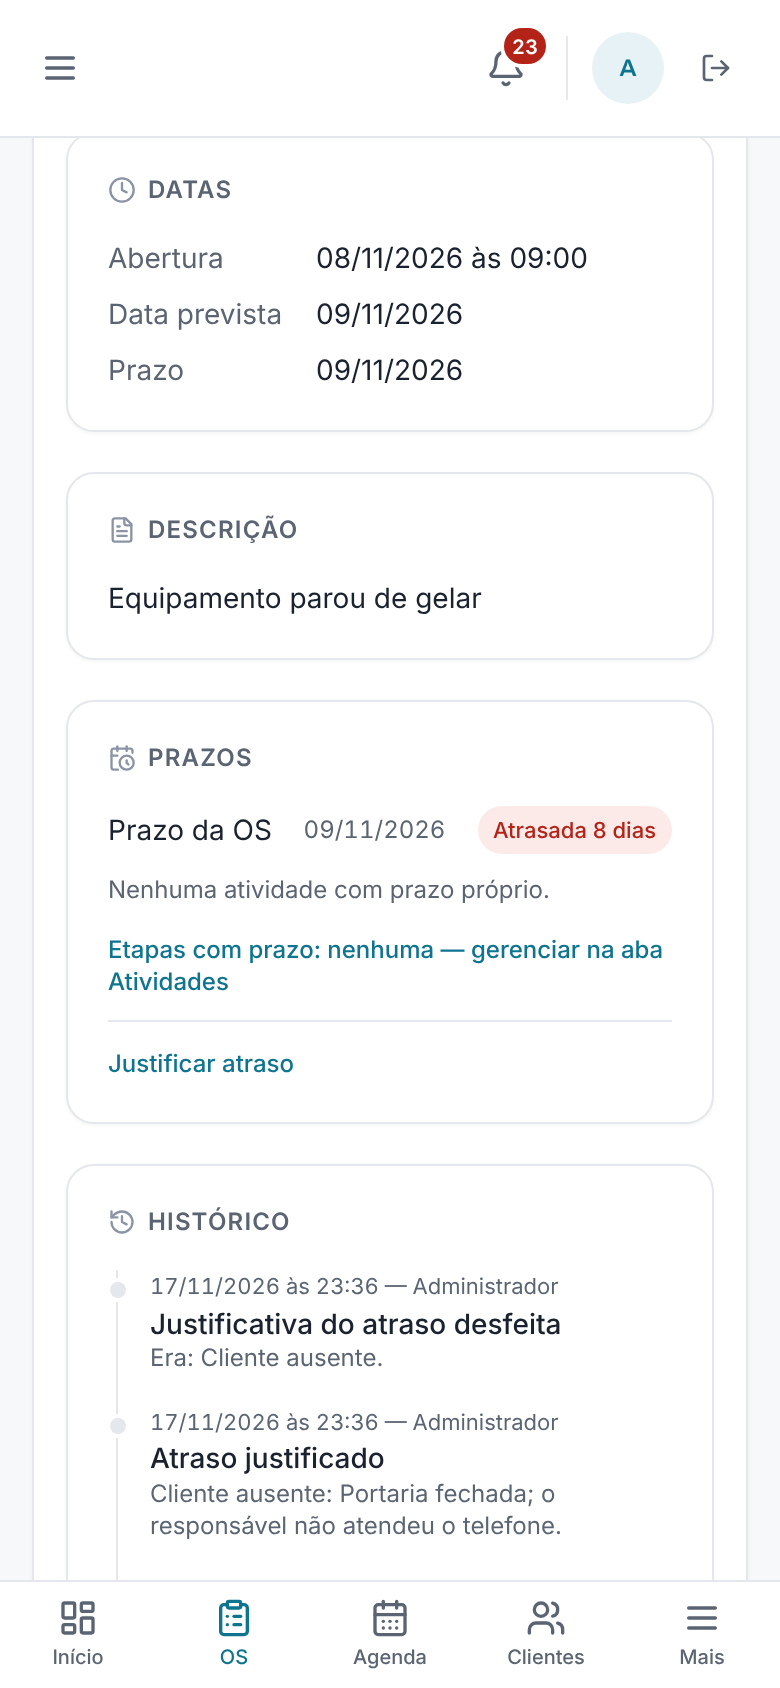 23
A
DATAS
Abertura 08/11/2026 às 09:00
Data prevista 09/11/2026
Prazo 09/11/2026
DESCRIÇÃO
Equipamento parou de gelar
PRAZOS
Prazo da OS 09/11/2026 Atrasada 8 dias
Nenhuma atividade com prazo próprio.
Etapas com prazo: nenhuma — gerenciar na aba
Atividades
Justificar atraso
HISTÓRICO
17/11/2026 às 23:36 — Administrador
Justificativa do atraso desfeita
Era: Cliente ausente.
17/11/2026 às 23:36 — Administrador
Atraso justificado
Cliente ausente: Portaria fechada; o
responsável não atendeu o telefone.
Início OS Agenda Clientes Mais